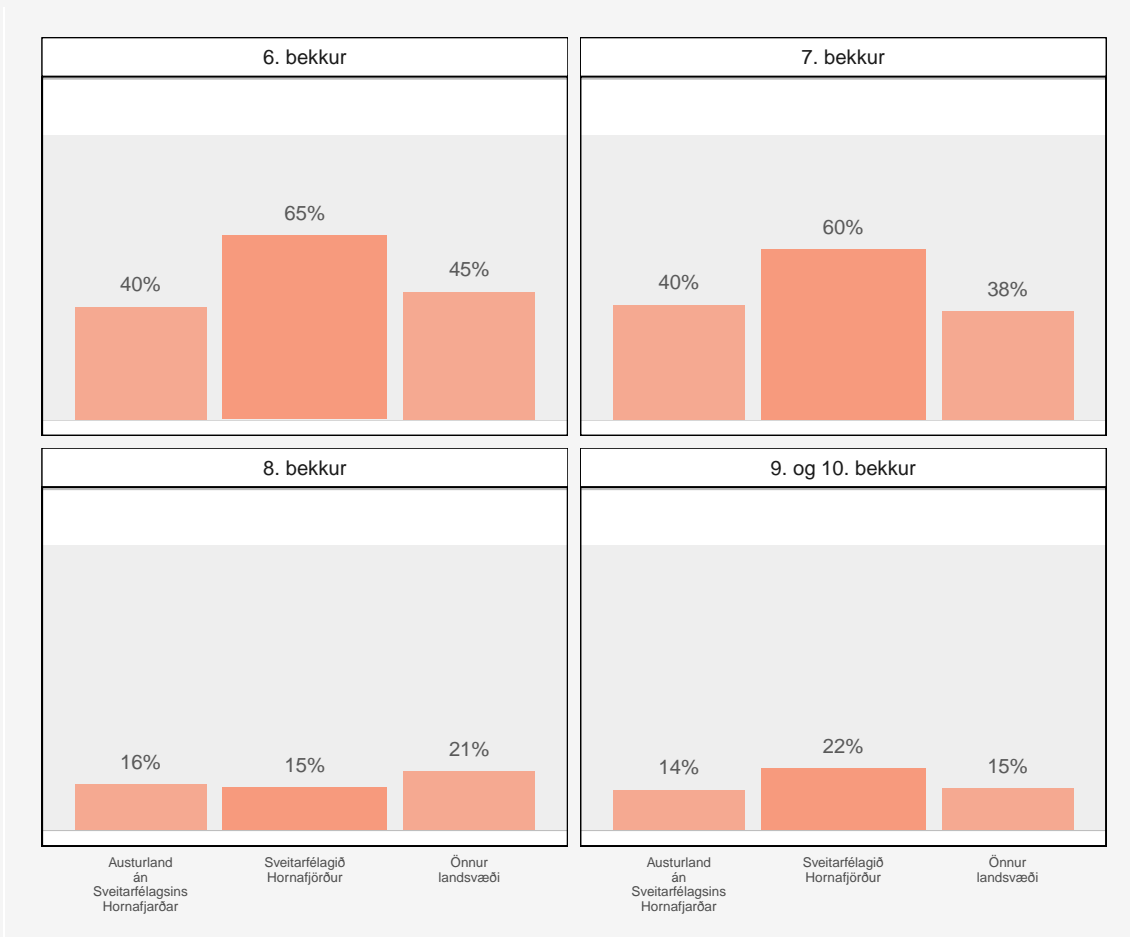 6. bekkur
7. bekkur
65%
45%
40%
60%
40%
38%
8. bekkur
9. og 10. bekkur
16%
15%
21%
14%
22%
15%
Austurland
án
Sveitarfélagsins
Hornafjarðar
Sveitarfélagið
Hornafjörður
Önnur
landsvæði
Austurland
án
Sveitarfélagsins
Hornafjarðar
Sveitarfélagið
Hornafjörður
Önnur
landsvæði